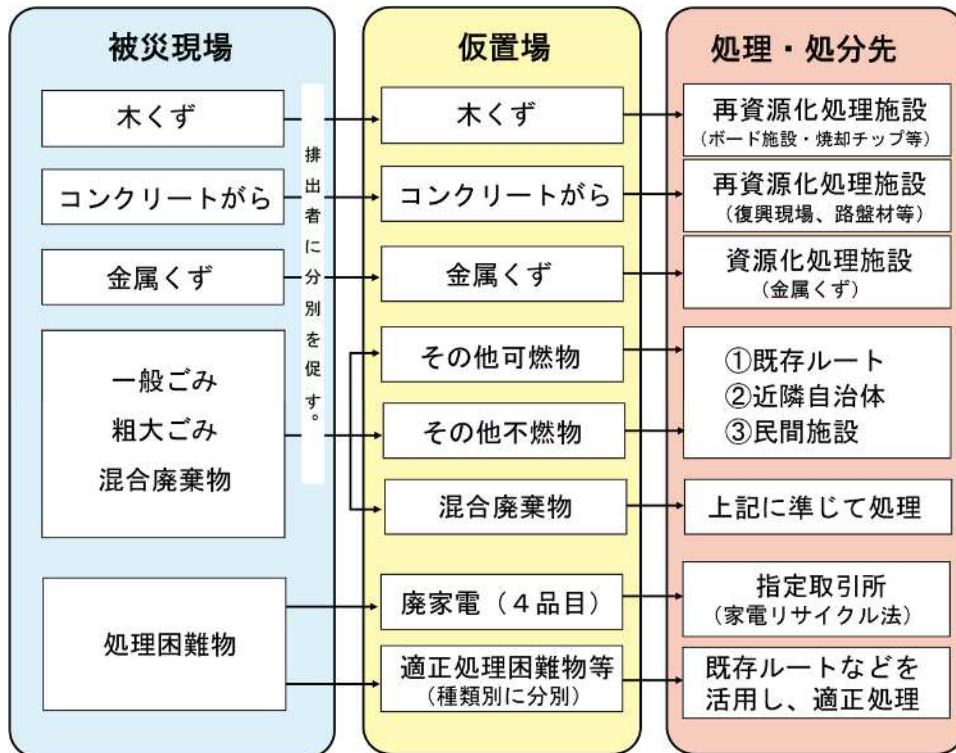 被災現場
木くず
コンクリートがら
金属くず
一般ごみ
粗大ごみ
混合廃棄物
処理困難物
排出者に分別を促す。
仮置場
木くず
コンクリートがら
金属くず
その他可燃物
その他不燃物
混合廃棄物
廃家電（４品目）
適正処理困難物等
（種類別に分別）
処理・処分先
再資源化処理施設
（ボード施設・焼却チップ等）
再資源化処理施設
（復興現場、路盤材等）
資源化処理施設
（金属くず）
①既存ルート
②近隣自治体
③民間施設
上記に準じて処理
指定取引所
（家電リサイクル法）
既存ルートなどを
活用し、適正処理